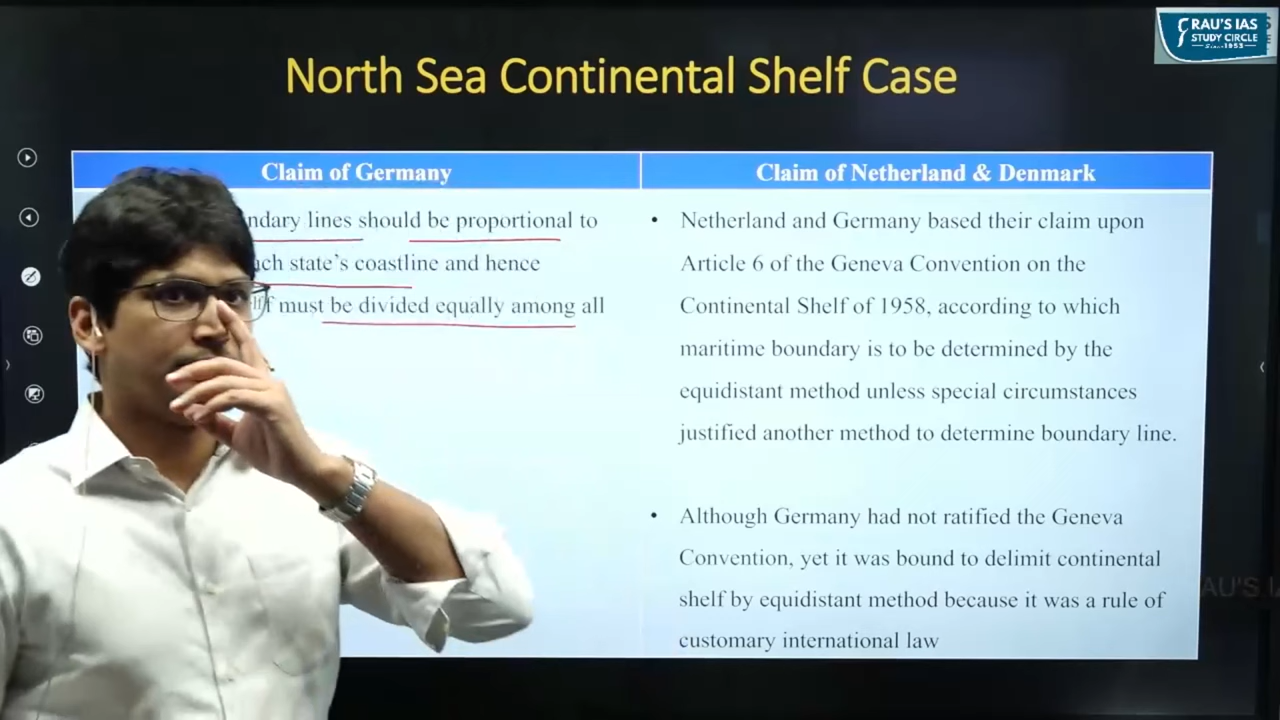 RAU'S IAS
STUDY CIRCLE
Since 1953
North Sea Continental Shelf Case
Claim of Germany
lines should be proportional to
state's coastline and hence
must be divided equally among all
Claim of Netherland & Denmark
• Netherland and Germany based their claim upon
Article 6 of the Geneva Convention on the
Continental Shelf of 1958, according to which
maritime boundary is to be determined by the
equidistant method unless special circumstances
justified another method to determine boundary line.
• Although Germany had not ratified the Geneva
Convention, yet it was bound to delimit continental
shelf by equidistant method because it was a rule of
customary international law